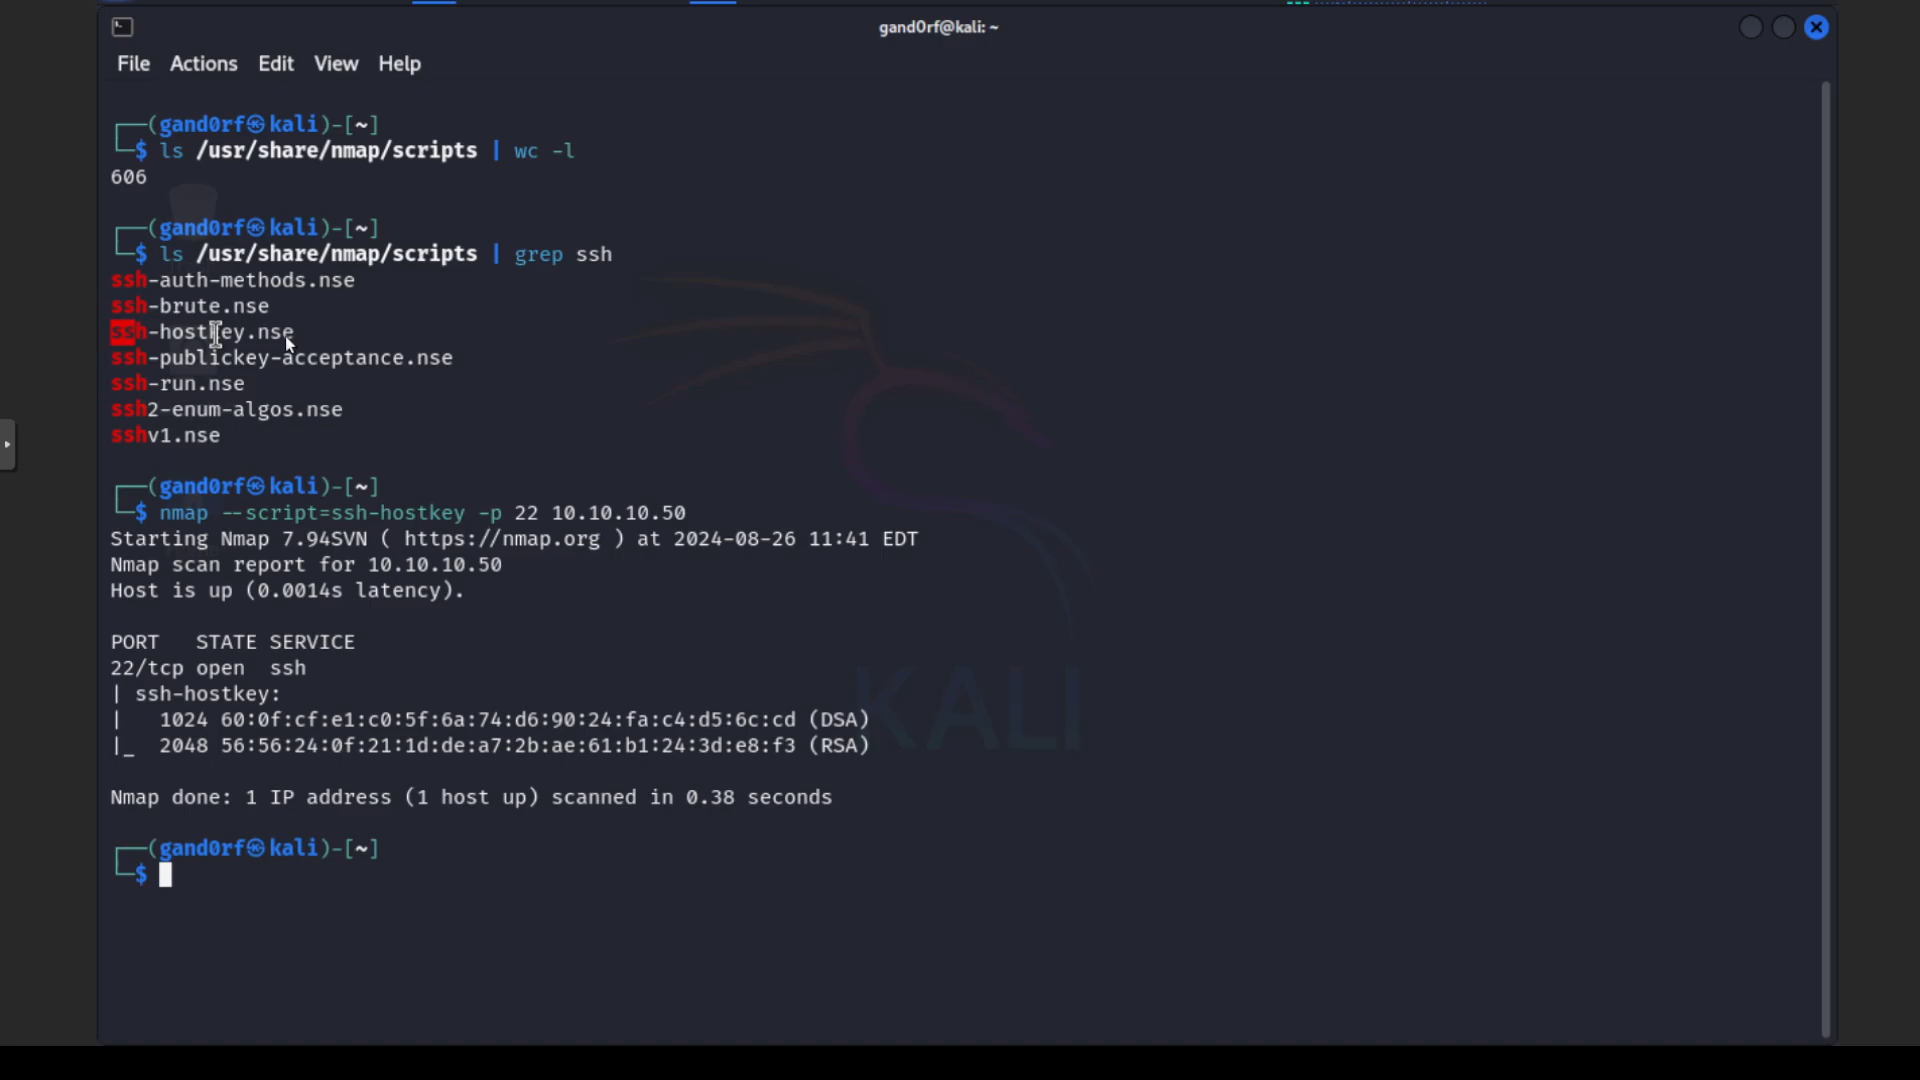 gand0rf@kali: ~
File Actions Edit View Help
┌──(gand0rf㉿kali)-[~]
└─$ ls /usr/share/nmap/scripts | wc -l
606
┌──(gand0rf㉿kali)-[~]
└─$ ls /usr/share/nmap/scripts | grep ssh
ssh-auth-methods.nse
ssh-brute.nse
ssh-hostkey.nse
ssh-publickey-acceptance.nse
ssh-run.nse
ssh2-enum-algos.nse
sshv1.nse
┌──(gand0rf㉿kali)-[~]
└─$ nmap --script=ssh-hostkey -p 22 10.10.10.50
Starting Nmap 7.94SVN ( https://nmap.org ) at 2024-08-26 11:41 EDT
Nmap scan report for 10.10.10.50
Host is up (0.0014s latency).
PORT   STATE SERVICE
22/tcp open  ssh
| ssh-hostkey:
|   1024 60:0f:cf:e1:c0:5f:6a:74:d6:90:24:fa:c4:d5:6c:cd (DSA)
|_  2048 56:56:24:0f:21:1d:de:a7:2b:ae:61:b1:24:3d:e8:f3 (RSA)
KALI
Nmap done: 1 IP address (1 host up) scanned in 0.38 seconds
┌──(gand0rf㉿kali)-[~]
└─$